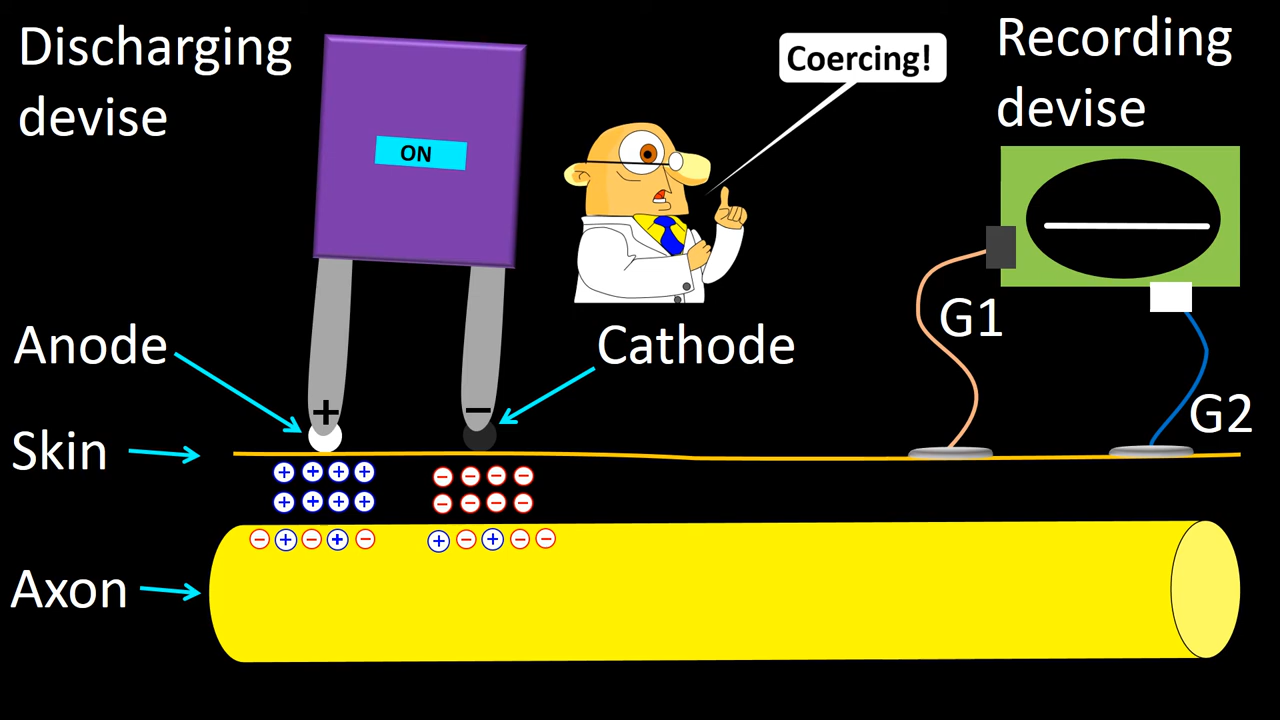 Discharging
devise
ON
Coercing!
Recording
devise
G1
G2
Anode
Cathode
Skin
Axon